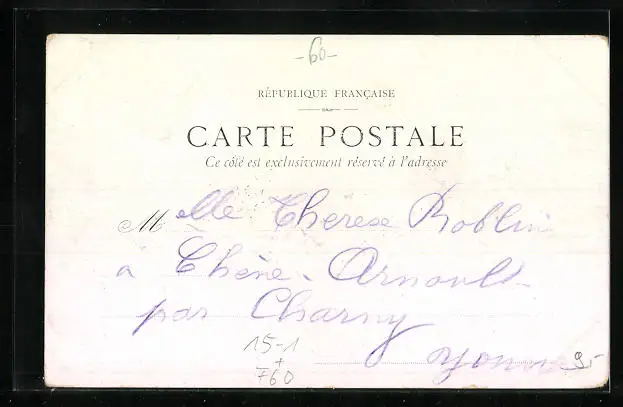 -60-
RÉPUBLIQUE FRANÇAISE
CARTE POSTALE
Ce côté est exclusivement réservé à l'adresse
Melle Therese Roblin
à Chêne-Arnoult
par Charny
15-1
+
760
Yonne